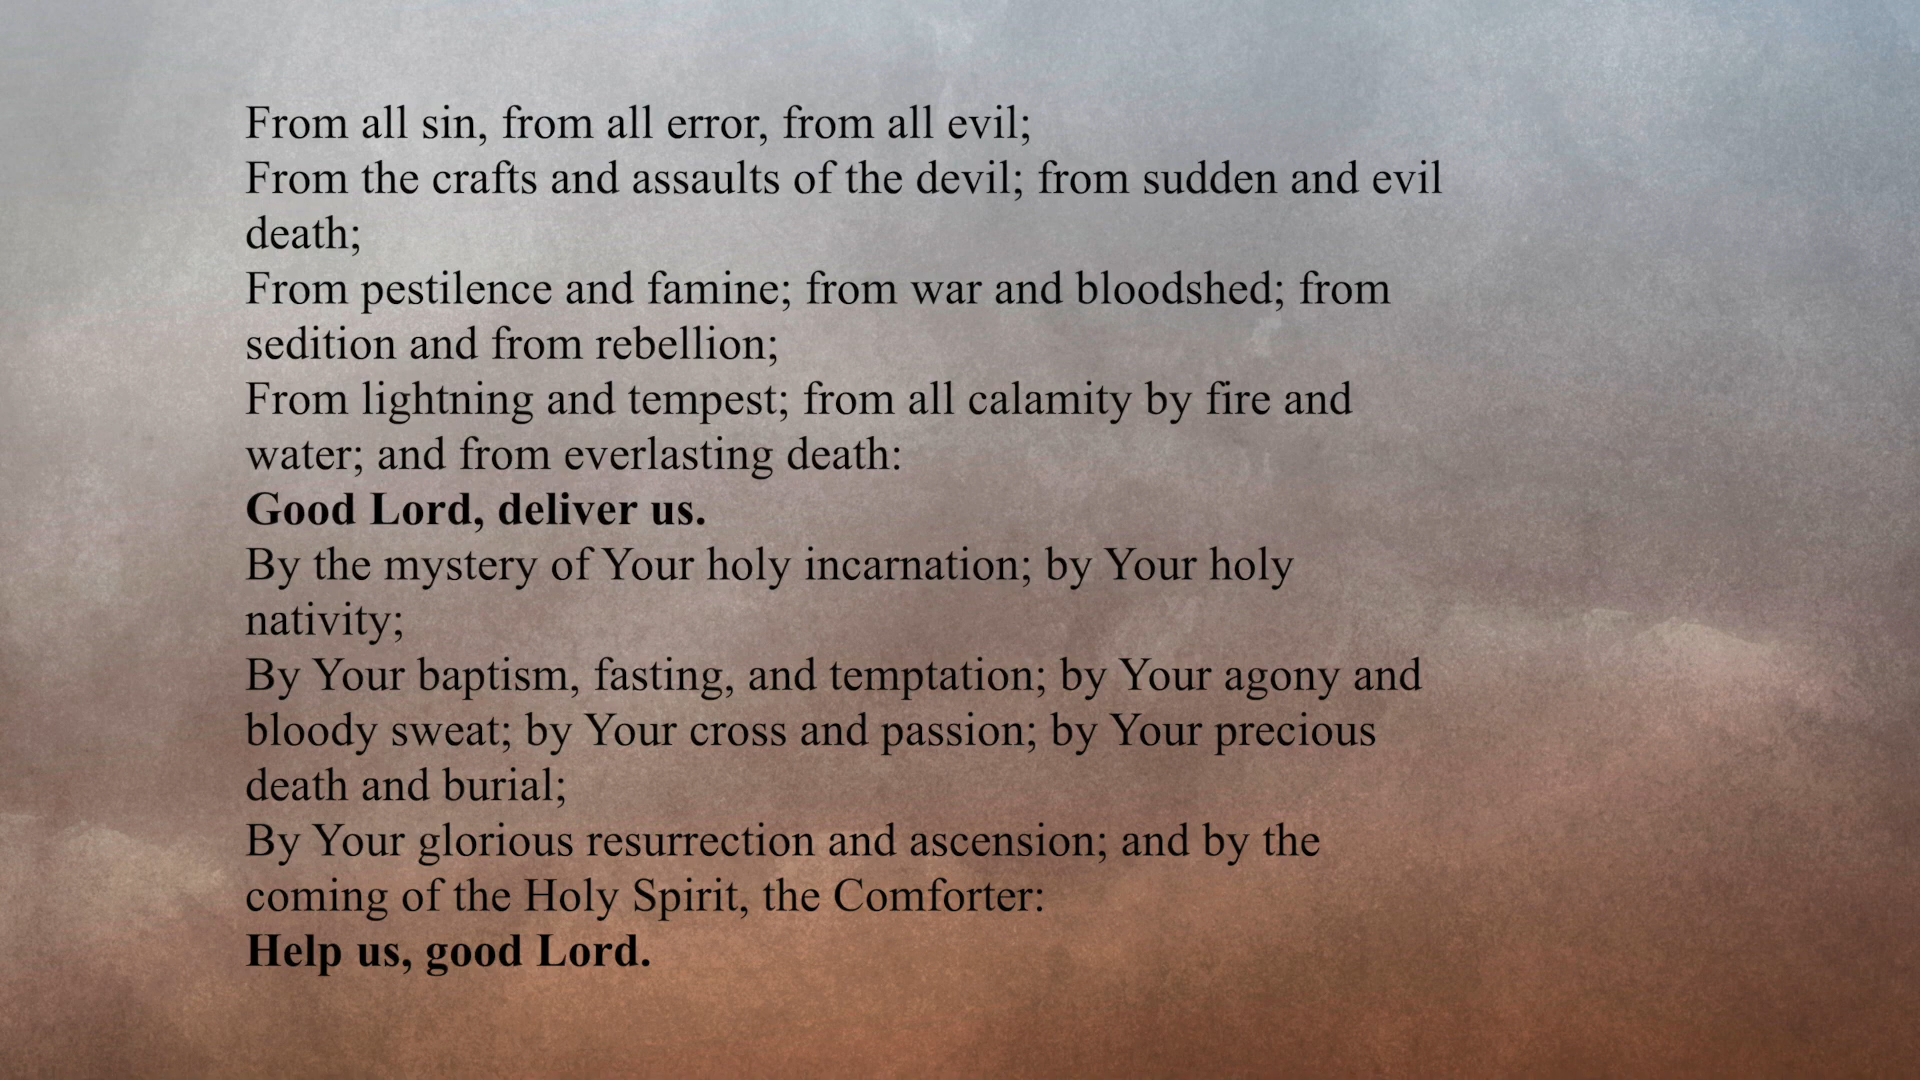 From all sin, from all error, from all evil;
From the crafts and assaults of the devil; from sudden and evil
death;
From pestilence and famine; from war and bloodshed; from
sedition and from rebellion;
From lightning and tempest; from all calamity by fire and
water; and from everlasting death:
Good Lord, deliver us.
By the mystery of Your holy incarnation; by Your holy
nativity;
By Your baptism, fasting, and temptation; by Your agony and
bloody sweat; by Your cross and passion; by Your precious
death and burial;
By Your glorious resurrection and ascension; and by the
coming of the Holy Spirit, the Comforter:
Help us, good Lord.